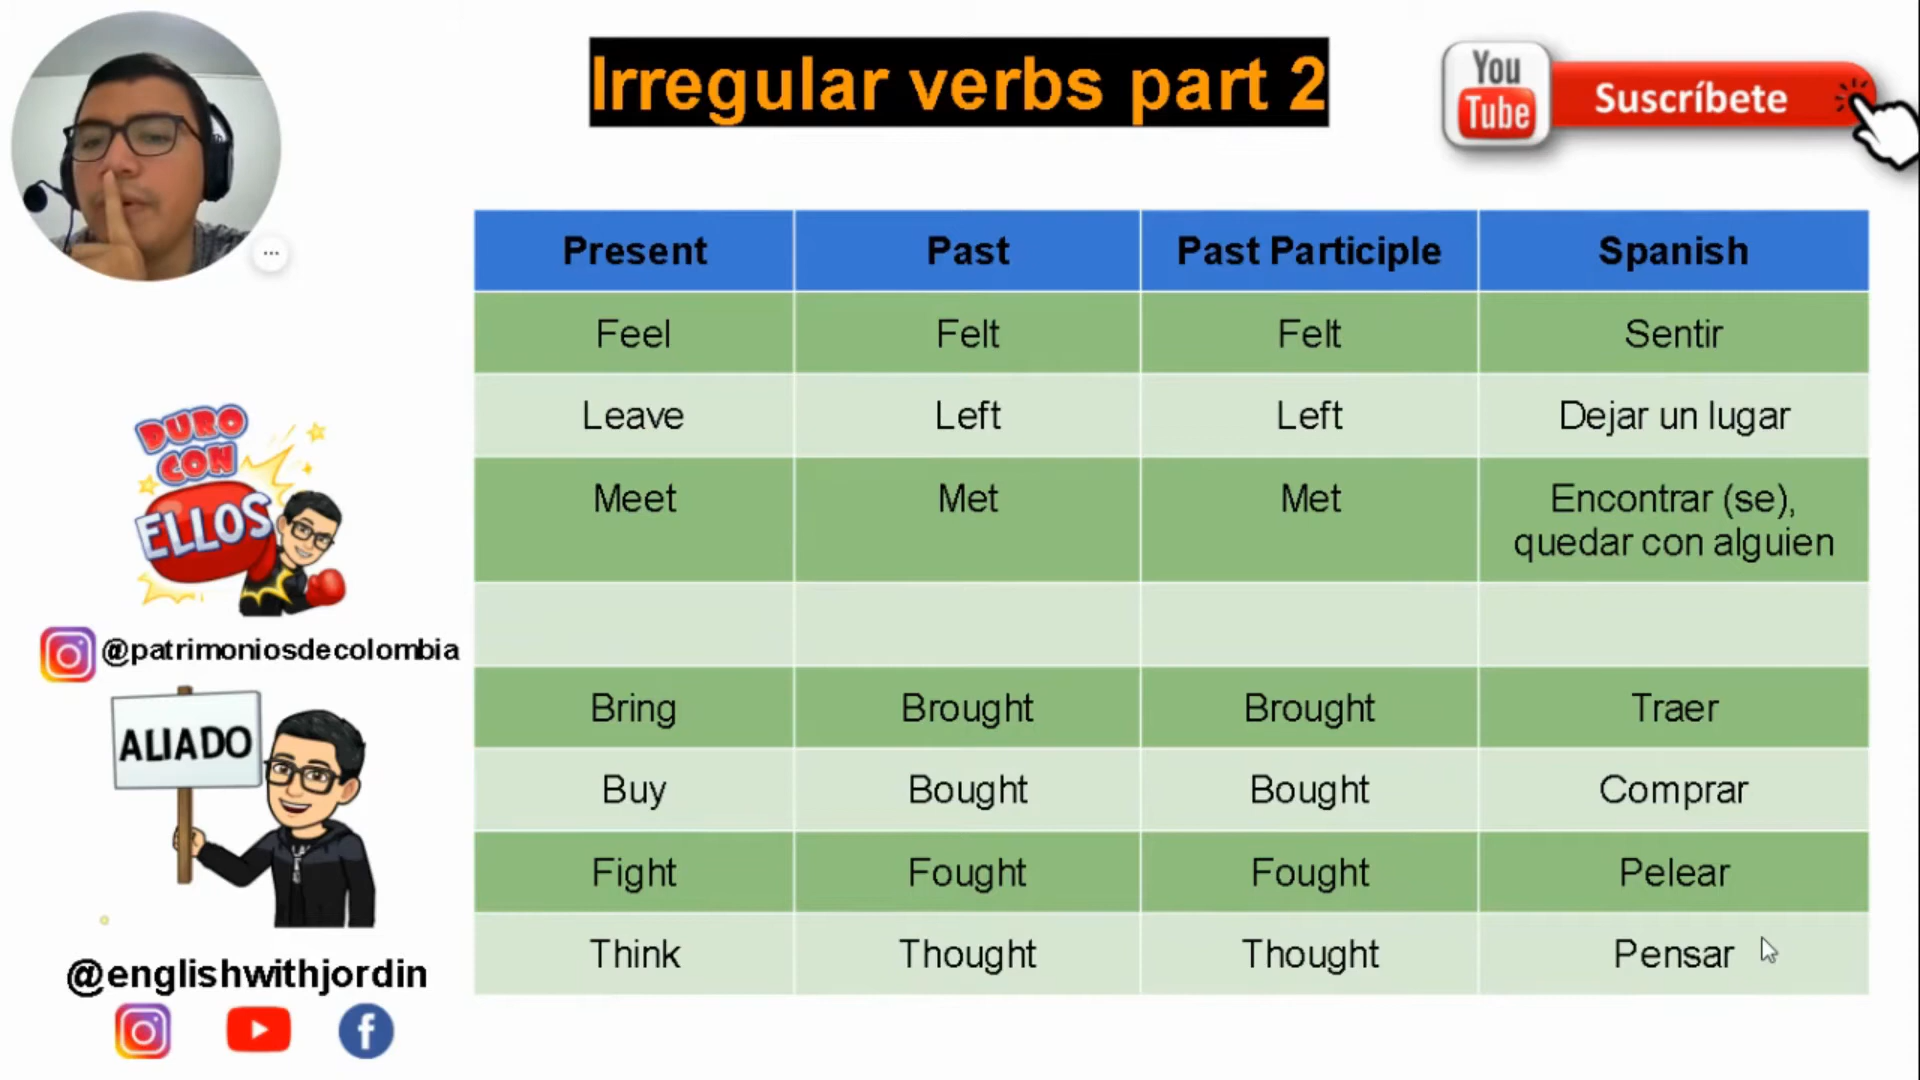 Irregular verbs part 2
You
Tube
Suscríbete
Present Past Past Participle Spanish
Feel Felt Felt Sentir
Leave Left Left Dejar un lugar
Meet Met Met Encontrar (se),
quedar con alguien
Bring Brought Brought Traer
Buy Bought Bought Comprar
Fight Fought Fought Pelear
Think Thought Thought Pensar
DURO
CON
ELLOS
@patrimoniosdecolombia
ALIADO
@englishwithjordin